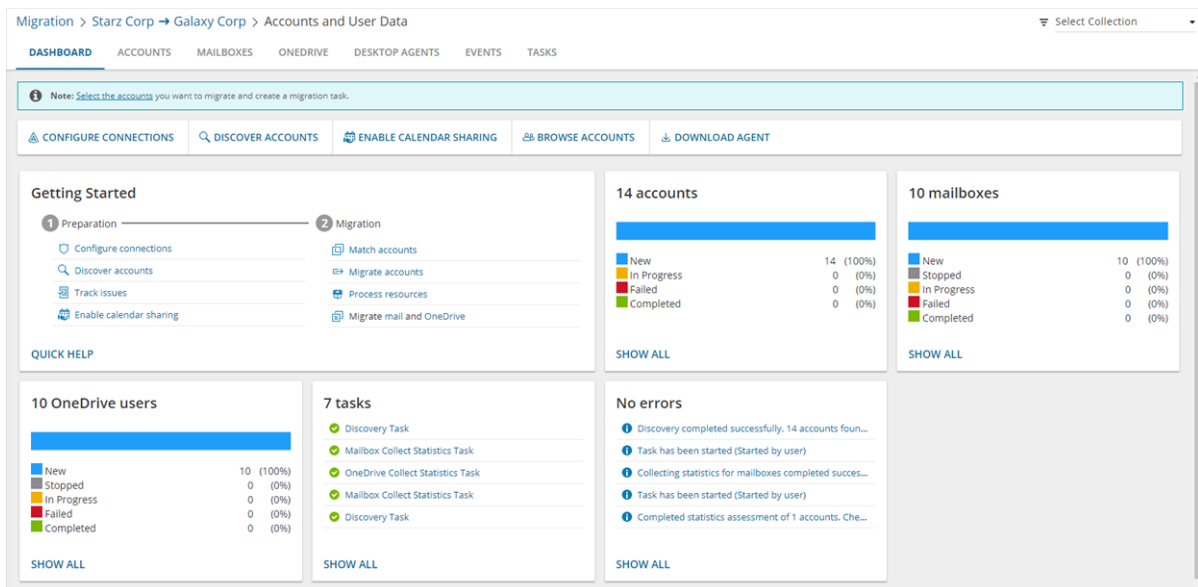 Migration > Starz Corp → Galaxy Corp > Accounts and User Data
Select Collection
DASHBOARD ACCOUNTS MAILBOXES ONEDRIVE DESKTOP AGENTS EVENTS TASKS
Note: Select the accounts you want to migrate and create a migration task.
CONFIGURE CONNECTIONS DISCOVER ACCOUNTS ENABLE CALENDAR SHARING BROWSE ACCOUNTS DOWNLOAD AGENT
Getting Started
1 Preparation
Configure connections
Discover accounts
Track issues
Enable calendar sharing
2 Migration
Match accounts
Migrate accounts
Process resources
Migrate mail and OneDrive
QUICK HELP
14 accounts
New 14 (100%)
In Progress 0 (0%)
Failed 0 (0%)
Completed 0 (0%)
SHOW ALL
10 mailboxes
New 10 (100%)
Stopped 0 (0%)
In Progress 0 (0%)
Failed 0 (0%)
Completed 0 (0%)
SHOW ALL
10 OneDrive users
New 10 (100%)
Stopped 0 (0%)
In Progress 0 (0%)
Failed 0 (0%)
Completed 0 (0%)
SHOW ALL
7 tasks
Discovery Task
Mailbox Collect Statistics Task
OneDrive Collect Statistics Task
Mailbox Collect Statistics Task
Discovery Task
SHOW ALL
No errors
Discovery completed successfully. 14 accounts foun...
Task has been started (Started by user)
Collecting statistics for mailboxes completed succes...
Task has been started (Started by user)
Completed statistics assessment of 1 accounts. Che...
SHOW ALL